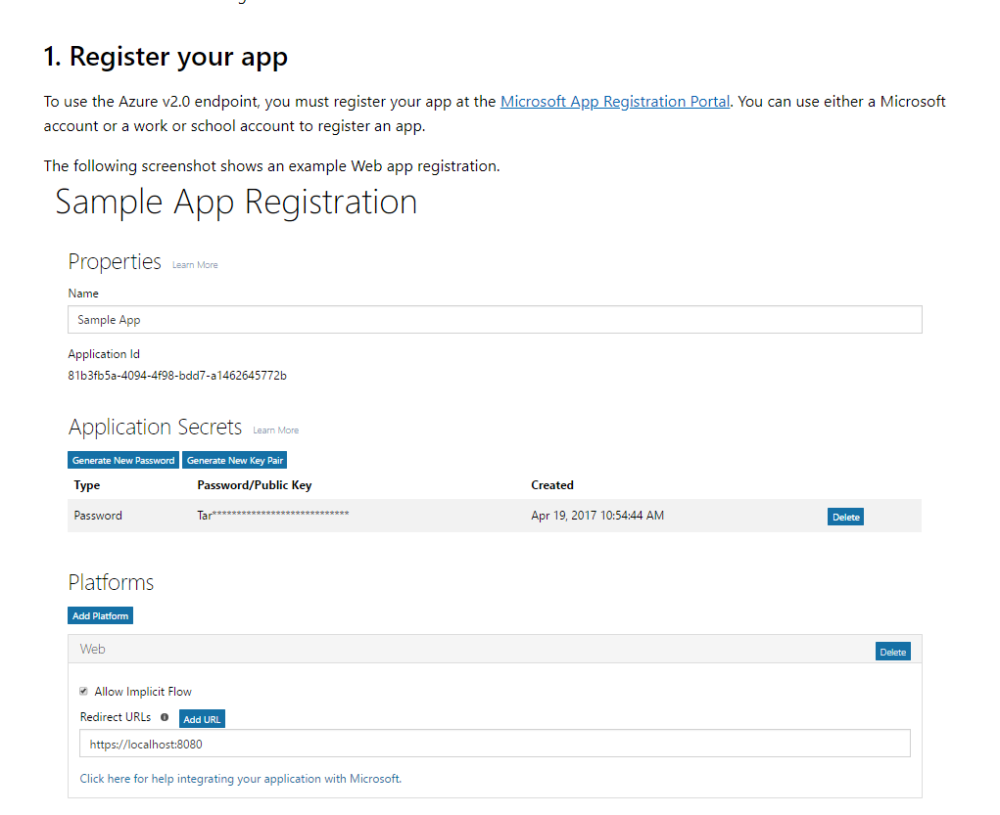 1. Register your app
To use the Azure v2.0 endpoint, you must register your app at the Microsoft App Registration Portal. You can use either a Microsoft
account or a work or school account to register an app.
The following screenshot shows an example Web app registration.
Sample App Registration
Properties Learn More
Name
Sample App
Application Id
81b3fb5a-4094-4f98-bdd7-a1462645772b
Application Secrets Learn More
Generate New Password Generate New Key Pair
Type Password/Public Key Created
Password Tar**************************** Apr 19, 2017 10:54:44 AM Delete
Platforms
Add Platform
Web Delete
Allow Implicit Flow
Redirect URLs Add URL
https://localhost:8080
Click here for help integrating your application with Microsoft.